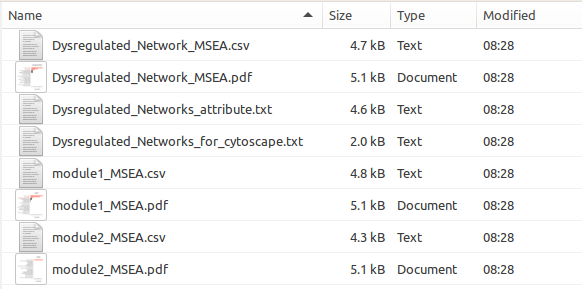 Name Size Type Modified
Dysregulated_Network_MSEA.csv 4.7 kB Text 08:28
Dysregulated_Network_MSEA.pdf 5.1 kB Document 08:28
Dysregulated_Networks_attribute.txt 4.6 kB Text 08:28
Dysregulated_Networks_for_cytoscape.txt 2.0 kB Text 08:28
module1_MSEA.csv 4.8 kB Text 08:28
module1_MSEA.pdf 5.1 kB Document 08:28
module2_MSEA.csv 4.3 kB Text 08:28
module2_MSEA.pdf 5.1 kB Document 08:28